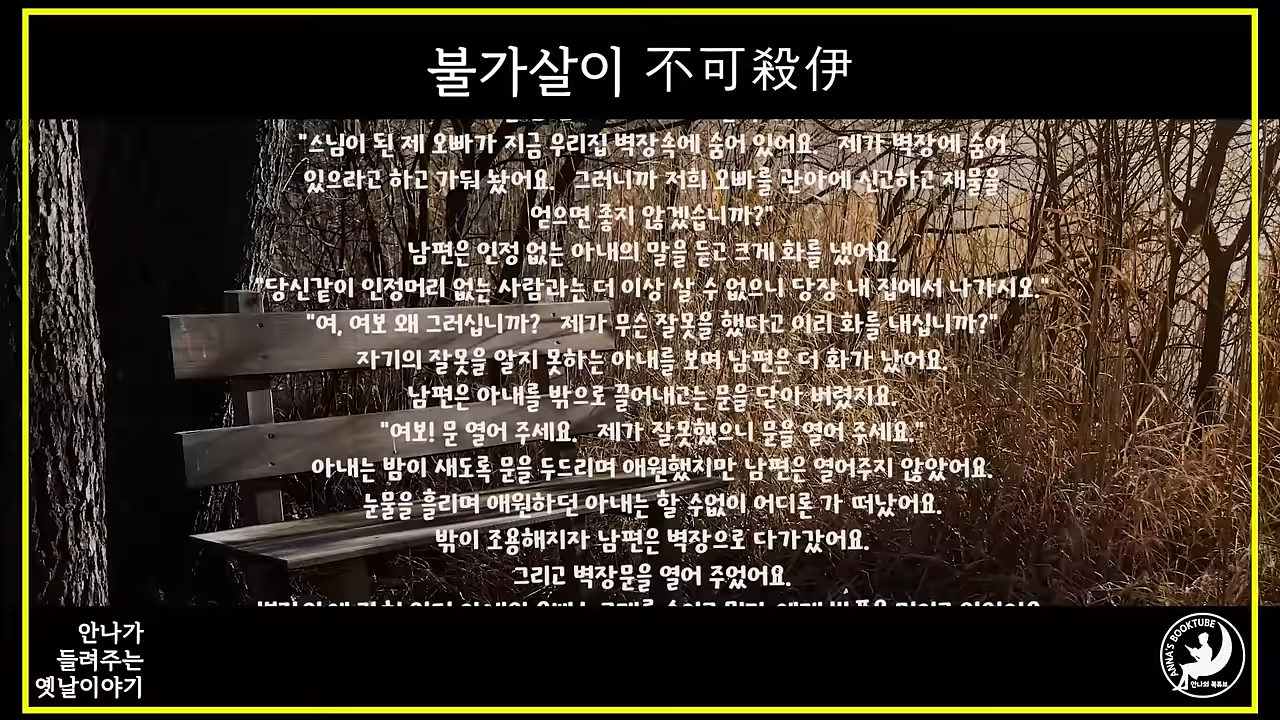 불가살이 不可殺伊
"스님이 된 제 오빠가 지금 우리집 벽장속에 숨어 있어요.   제가 벽장에 숨어
있으라고 하고 가둬 놨어요.   그러니까 저희 오빠를 관아에 신고하고 재물을
얻으면 좋지 않겠습니까?"
남편은 인정 없는 아내의 말을 듣고 크게 화를 냈어요.
"당신같이 인정머리 없는 사람과는 더 이상 살 수 없으니 당장 내 집에서 나가시오."
"여, 여보 왜 그러십니까?   제가 무슨 잘못을 했다고 이리 화를 내십니까?"
자기의 잘못을 알지 못하는 아내를 보며 남편은 더 화가 났어요.
남편은 아내를 밖으로 끌어내고는 문을 닫아 버렸지요.
"여보! 문 열어 주세요.   제가 잘못했으니 문을 열어 주세요."
아내는 밤이 새도록 문을 두드리며 애원했지만 남편은 열어주지 않았어요.
눈물을 흘리며 애원하던 아내는 할 수없이 어디론 가 떠났어요.
밖이 조용해지자 남편은 벽장으로 다가갔어요.
그리고 벽장문을 열어 주었어요.
안나가
들려주는
옛날이야기
ANNA'S BOOKTUBE
안나의 북튜브